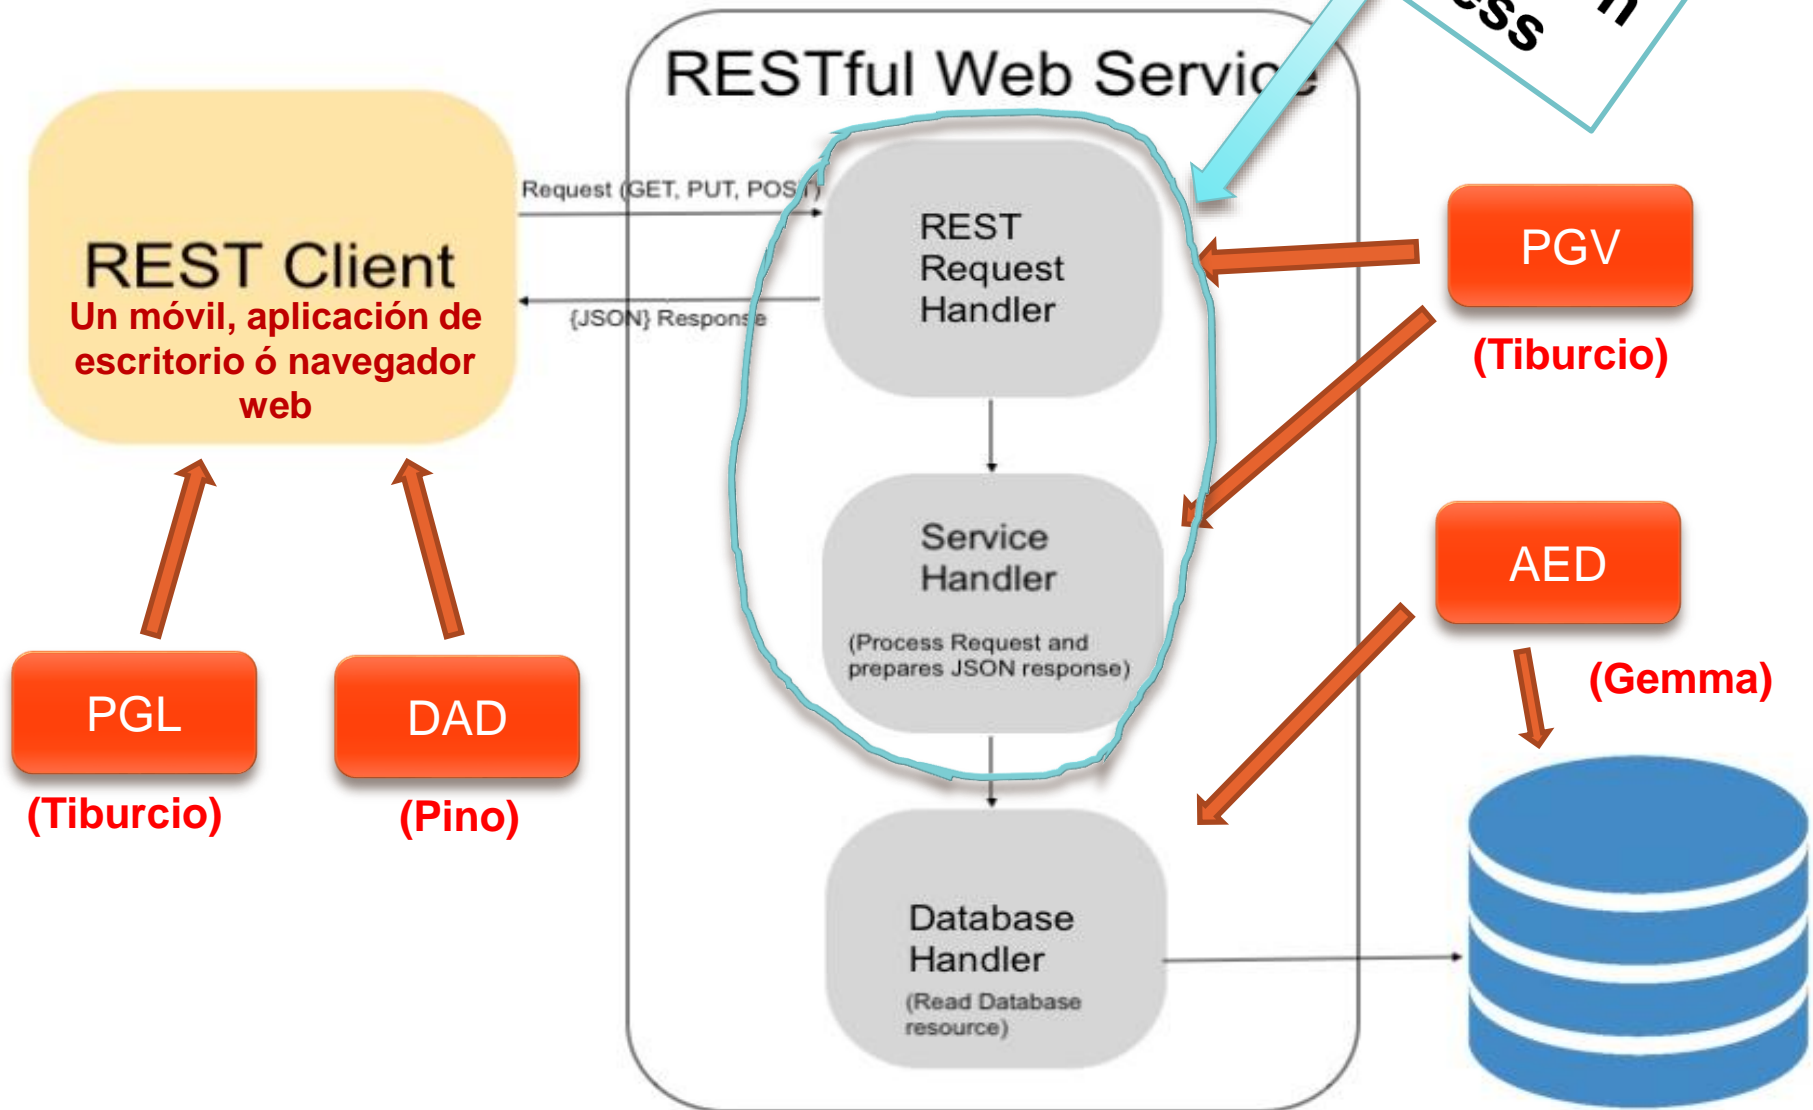 RESTful Web Service
REST Client
Un móvil, aplicación de
escritorio ó navegador
web
Request (GET, PUT, POST)
{JSON} Response
REST
Request
Handler
PGV
(Tiburcio)
Service
Handler
(Process Request and
prepares JSON response)
AED
(Gemma)
PGL
(Tiburcio)
DAD
(Pino)
Database
Handler
(Read Database
resource)